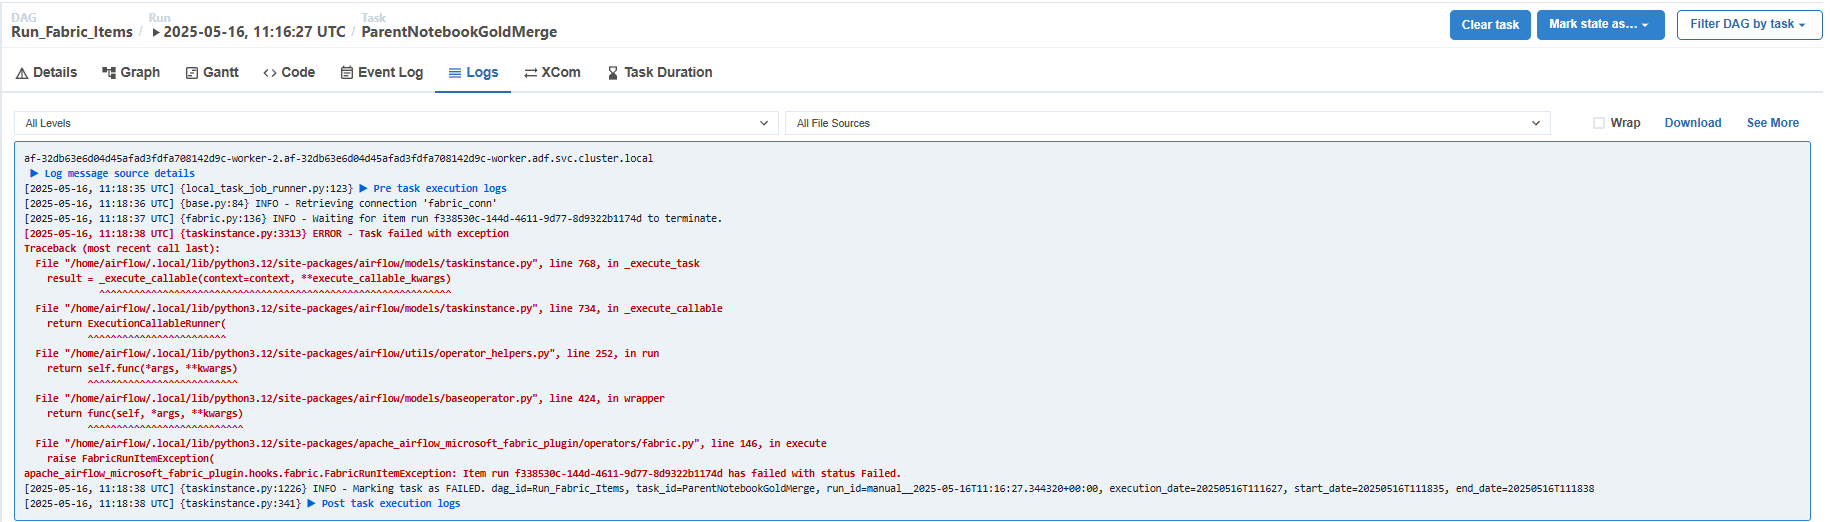 DAG Run Task
Run_Fabric_Items / ▶ 2025-05-16, 11:16:27 UTC / ParentNotebookGoldMerge
Clear task Mark state as… Filter DAG by task
Details Graph Gantt <> Code Event Log Logs XCom Task Duration
All Levels All File Sources Wrap Download See More
af-32db63e6d04d45afad3fdfa708142d9c-worker-2.af-32db63e6d04d45afad3fdfa708142d9c-worker.adf.svc.cluster.local
▶ Log message source details
[2025-05-16, 11:18:35 UTC] {local_task_job_runner.py:123} ▶ Pre task execution logs
[2025-05-16, 11:18:36 UTC] {base.py:84} INFO - Retrieving connection 'fabric_conn'
[2025-05-16, 11:18:37 UTC] {fabric.py:136} INFO - Waiting for item run f338530c-144d-4611-9d77-8d9322b1174d to terminate.
[2025-05-16, 11:18:38 UTC] {taskinstance.py:3313} ERROR - Task failed with exception
Traceback (most recent call last):
File "/home/airflow/.local/lib/python3.12/site-packages/airflow/models/taskinstance.py", line 768, in _execute_task
result = _execute_callable(context=context, **execute_callable_kwargs)
^^^^^^^^^^^^^^^^^^^^^^^^^^^^^^^^^^^^^^^^^^^^^^^^^^^^^^^^^^^^^
File "/home/airflow/.local/lib/python3.12/site-packages/airflow/models/taskinstance.py", line 734, in _execute_callable
return ExecutionCallableRunner(
^^^^^^^^^^^^^^^^^^^^^^^^
File "/home/airflow/.local/lib/python3.12/site-packages/airflow/utils/operator_helpers.py", line 252, in run
return self.func(*args, **kwargs)
^^^^^^^^^^^^^^^^^^^^^^^^^^
File "/home/airflow/.local/lib/python3.12/site-packages/airflow/models/baseoperator.py", line 424, in wrapper
return func(self, *args, **kwargs)
^^^^^^^^^^^^^^^^^^^^^^^^^^^
File "/home/airflow/.local/lib/python3.12/site-packages/apache_airflow_microsoft_fabric_plugin/operators/fabric.py", line 146, in execute
raise FabricRunItemException(
apache_airflow_microsoft_fabric_plugin.hooks.fabric.FabricRunItemException: Item run f338530c-144d-4611-9d77-8d9322b1174d has failed with status Failed.
[2025-05-16, 11:18:38 UTC] {taskinstance.py:1226} INFO - Marking task as FAILED. dag_id=Run_Fabric_Items, task_id=ParentNotebookGoldMerge, run_id=manual__2025-05-16T11:16:27.344320+00:00, execution_date=20250516T111627, start_date=20250516T111835, end_date=20250516T111838
[2025-05-16, 11:18:38 UTC] {taskinstance.py:341} ▶ Post task execution logs